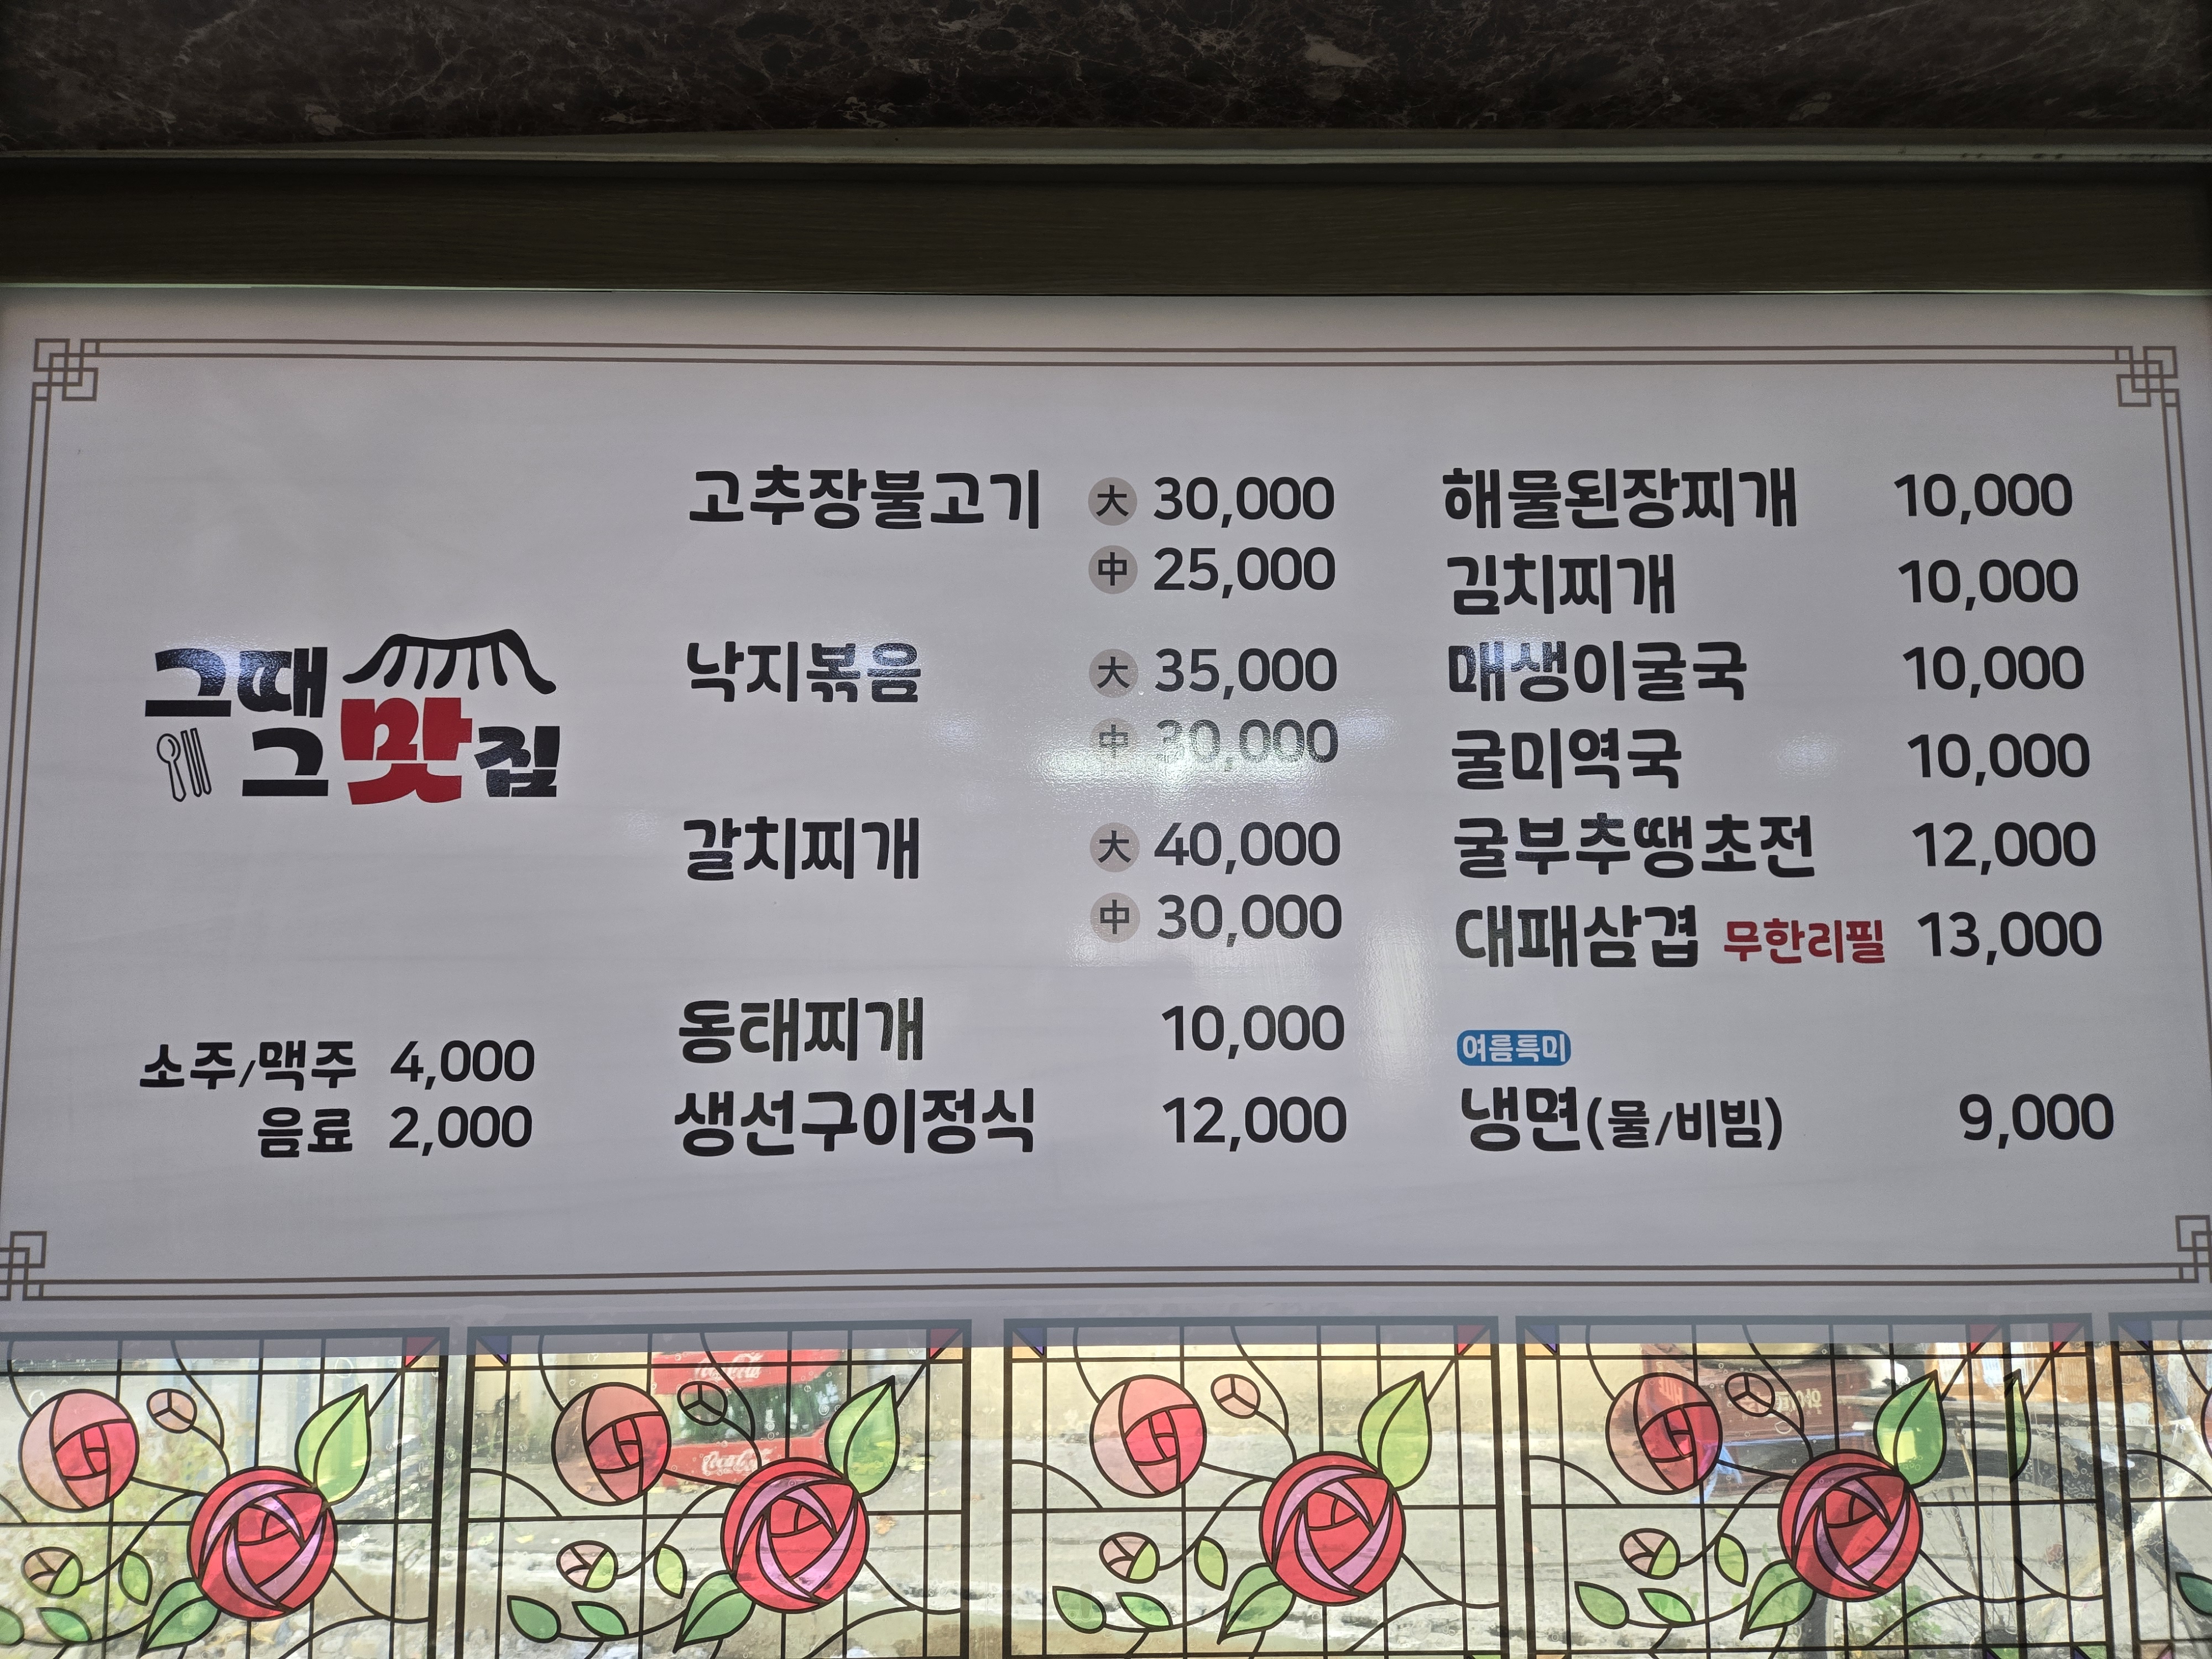 그때
그맛집
소주/맥주 4,000
음료 2,000
고추장불고기 大 30,000
中 25,000
낙지볶음 大 35,000
中 30,000
갈치찌개 大 40,000
中 30,000
동태찌개 10,000
생선구이정식 12,000
해물된장찌개 10,000
김치찌개 10,000
매생이굴국 10,000
굴미역국 10,000
굴부추땡초전 12,000
대패삼겹 무한리필 13,000
여름특미
냉면(물/비빔) 9,000
Coca-Cola
Coca-Cola